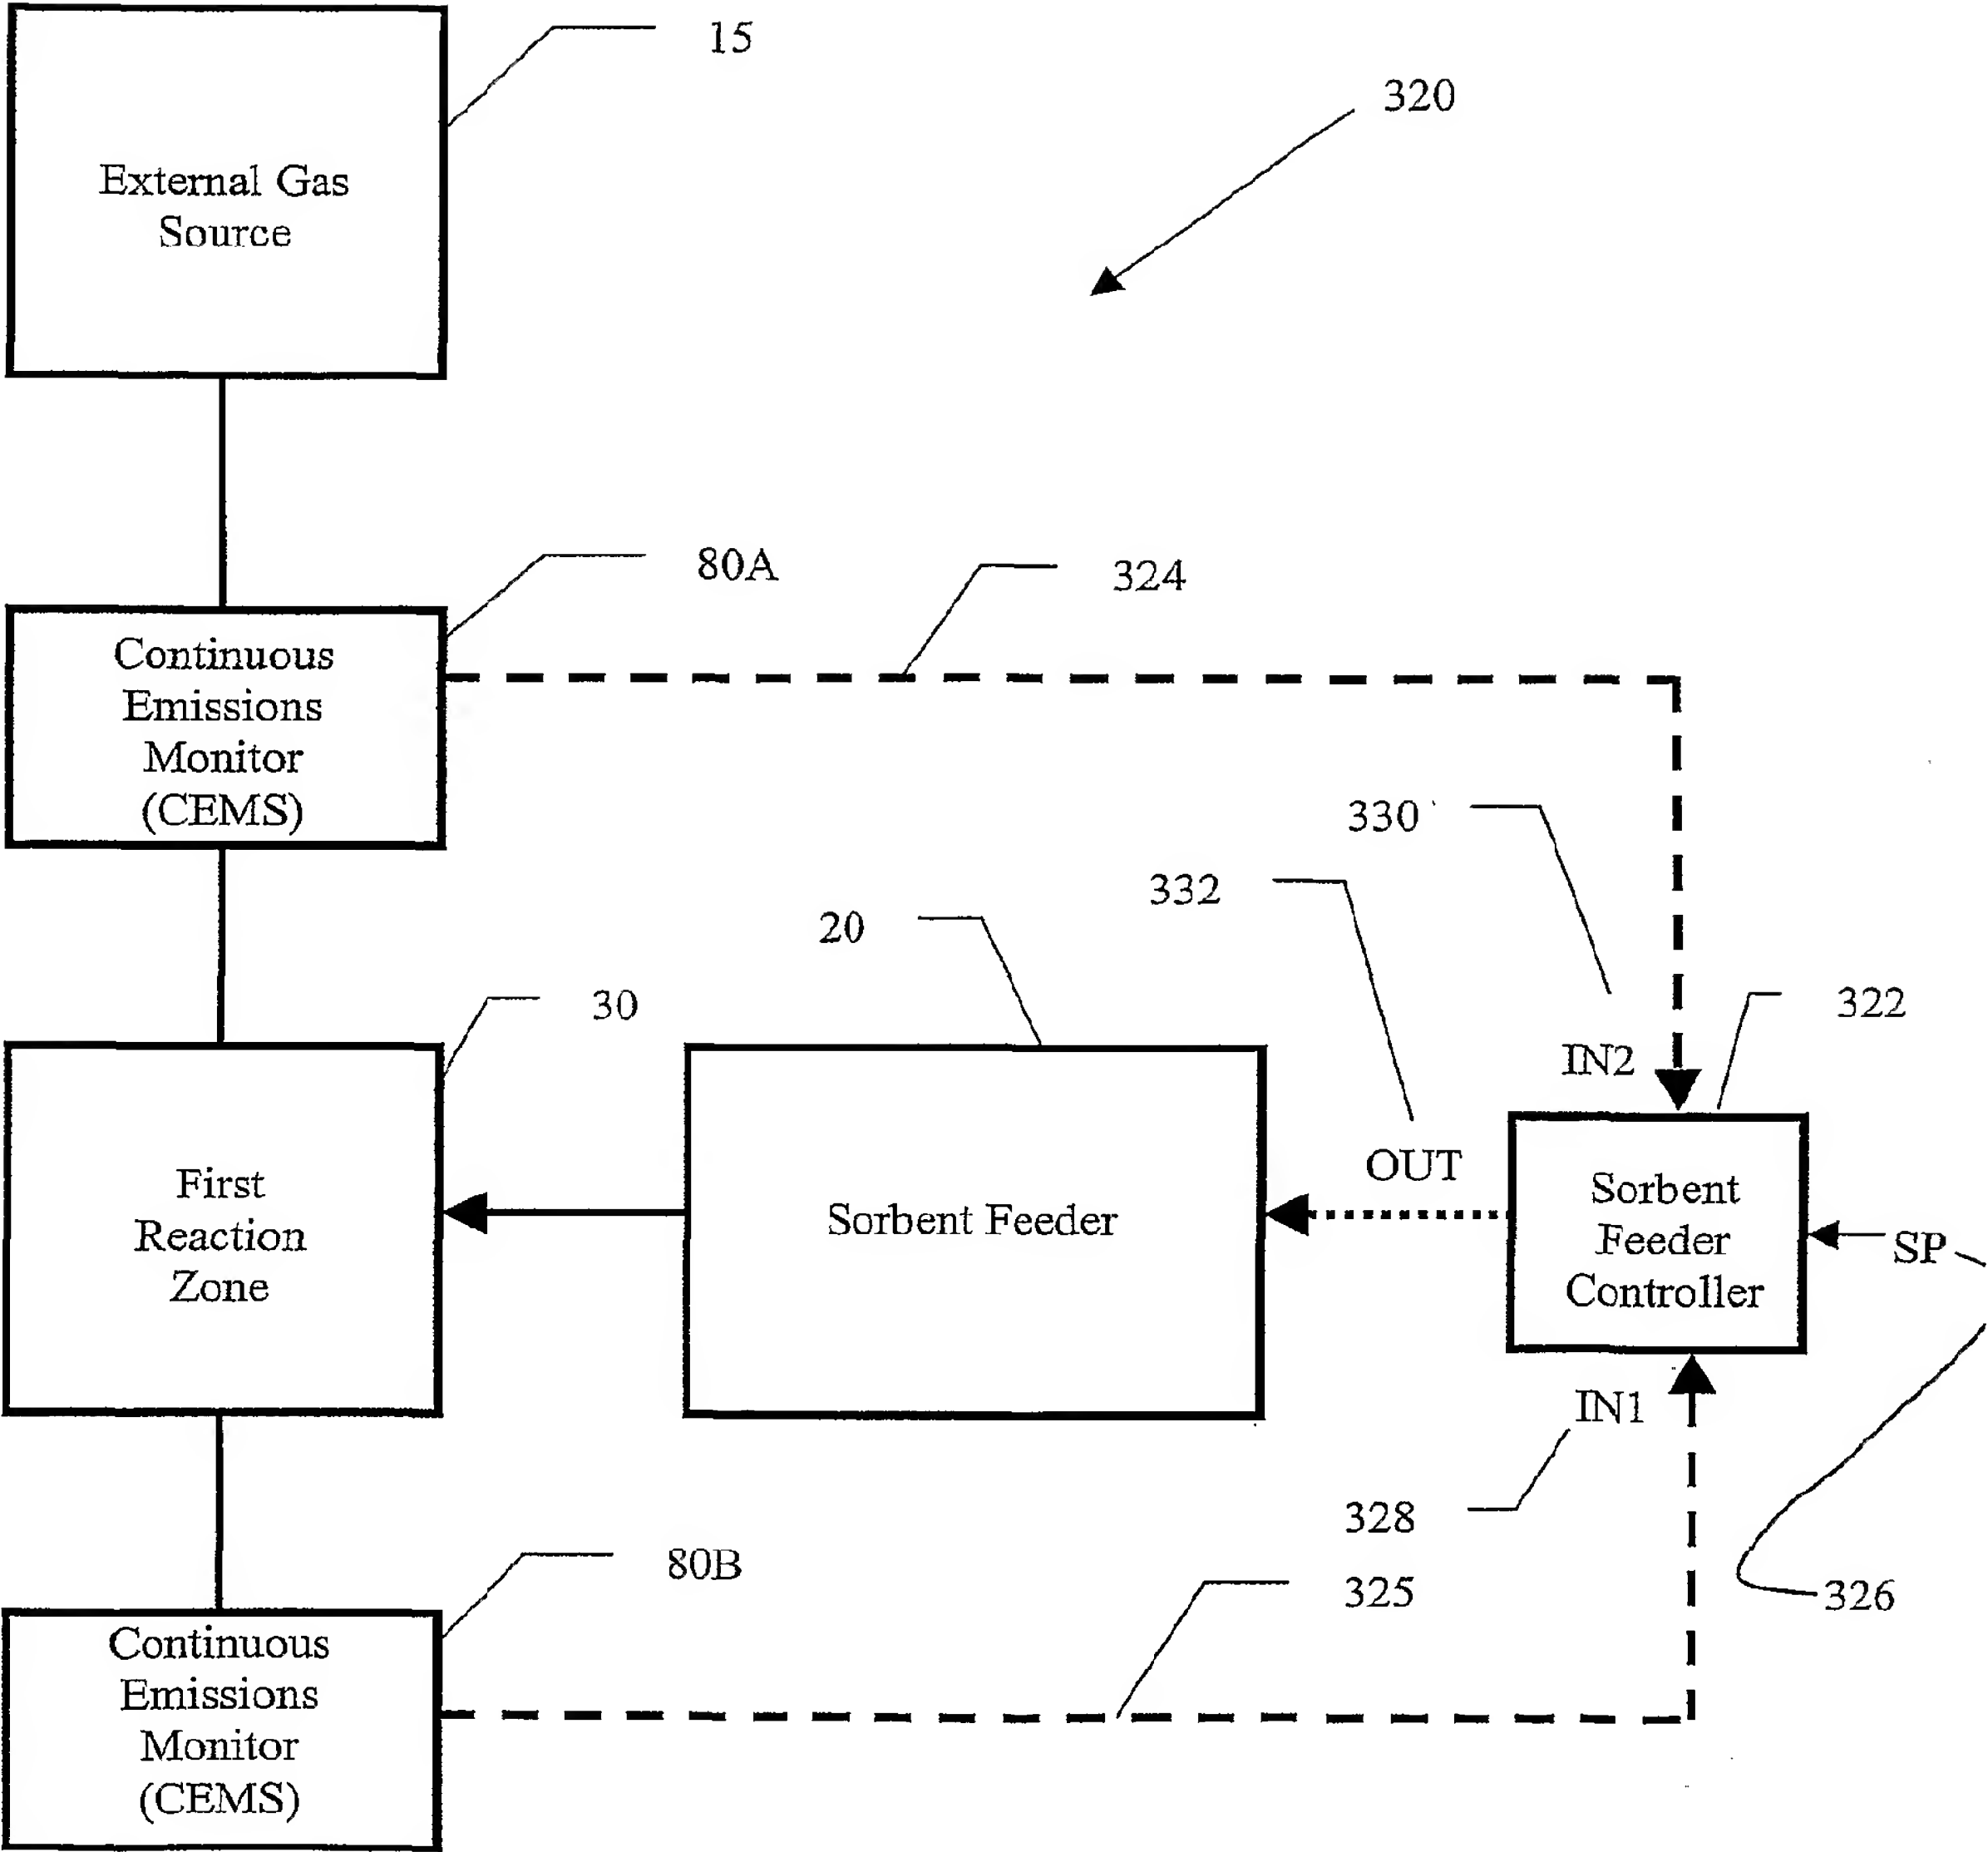 15
320
External Gas
Source
80A
324
Continuous
Emissions
Monitor
(CEMS)
330
332
20
30
322
IN2
OUT
First
Reaction
Zone
Sorbent Feeder
Sorbent
Feeder
Controller
SP
IN1
328
80B
325
326
Continuous
Emissions
Monitor
(CEMS)